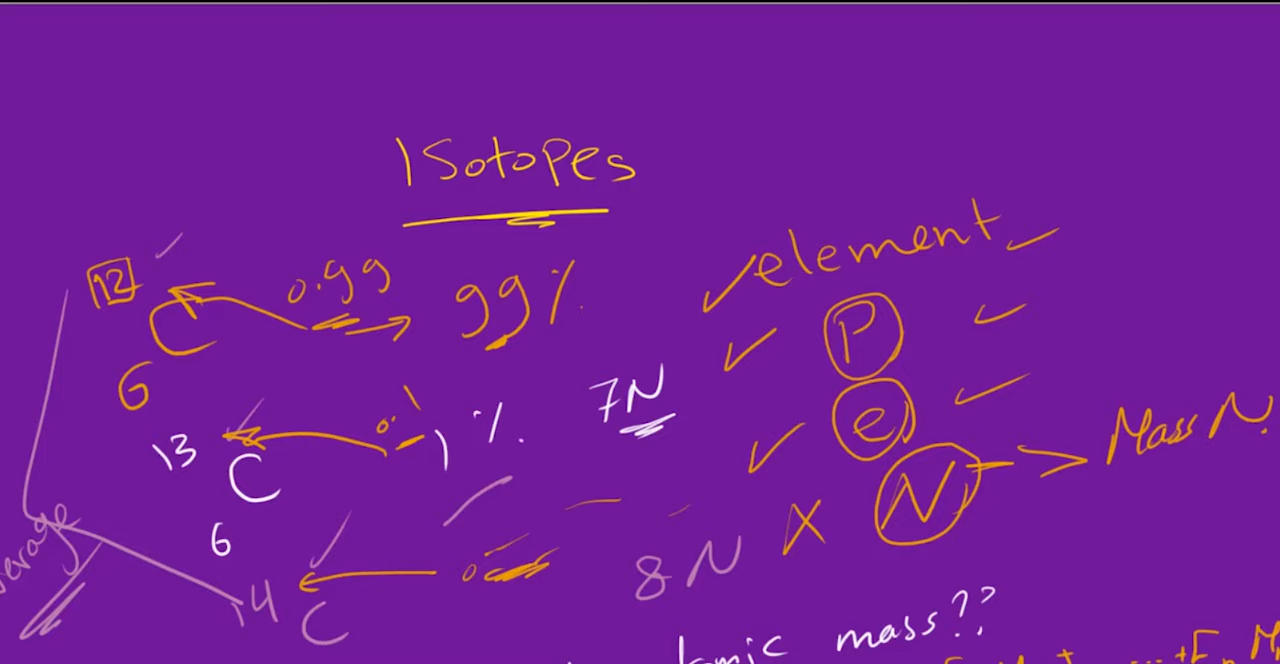 Isotopes
element
12 C 6 0.99 99%
P
13 C 6 1% 7N
e
N Mass N.
14 C 8N
mass??